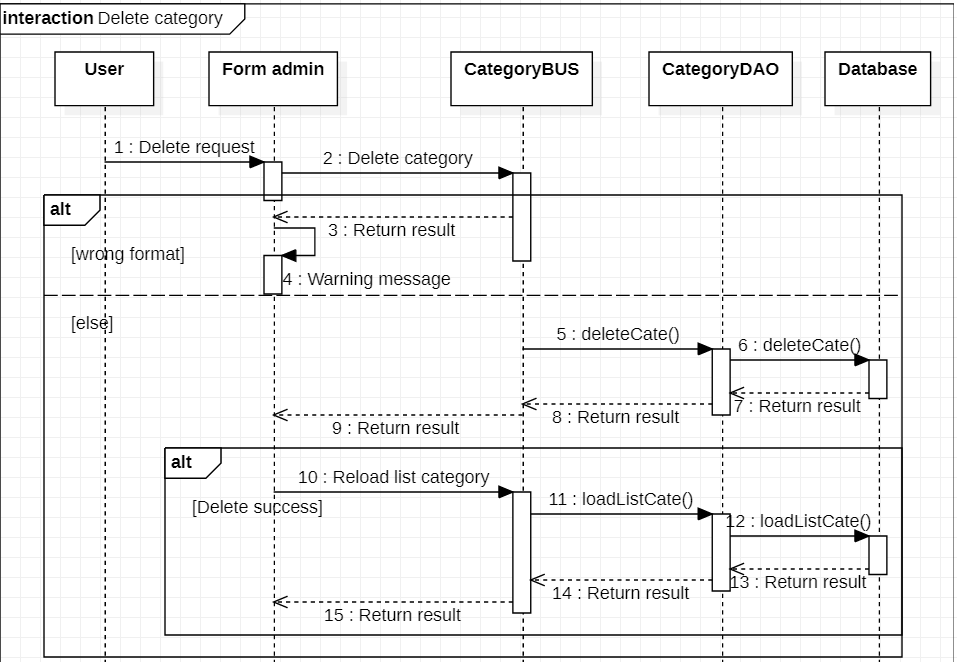 interaction Delete category
User
Form admin
CategoryBUS
CategoryDAO
Database
1 : Delete request
2 : Delete category
alt
3 : Return result
[wrong format]
4 : Warning message
[else]
5 : deleteCate()
6 : deleteCate()
7 : Return result
8 : Return result
9 : Return result
alt
10 : Reload list category
[Delete success]
11 : loadListCate()
12 : loadListCate()
13 : Return result
14 : Return result
15 : Return result